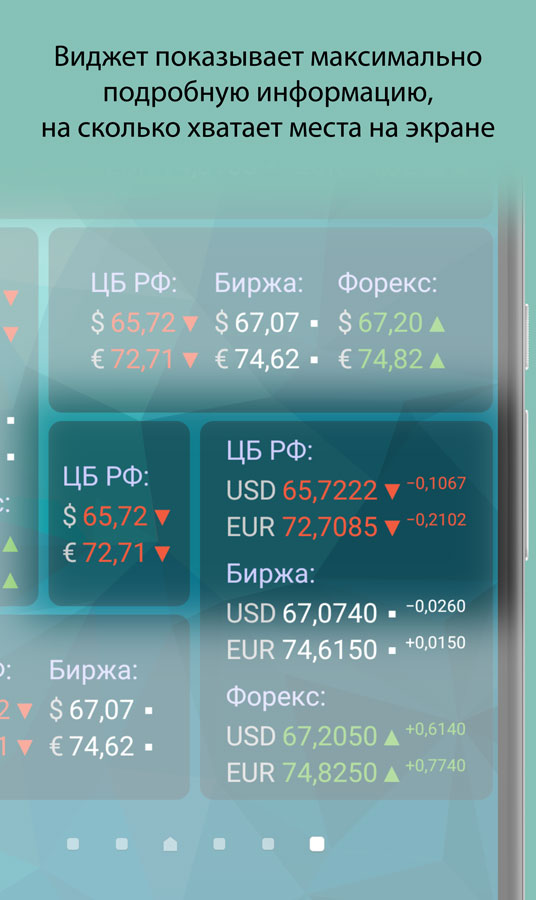 Виджет показывает максимально
подробную информацию,
на сколько хватает места на экране
ЦБ РФ: Биржа: Форекс:
$ 65,72 ▼ $ 67,07 ▪ $ 67,20 ▲
€ 72,71 ▼ € 74,62 ▪ € 74,82 ▲
ЦБ РФ:
$ 65,72 ▼
€ 72,71 ▼
ЦБ РФ:
USD 65,7222 ▼ −0,1067
EUR 72,7085 ▼ −0,2102
Биржа:
USD 67,0740 ▪ −0,0260
EUR 74,6150 ▪ +0,0150
Форекс:
USD 67,2050 ▲ +0,6140
EUR 74,8250 ▲ +0,7740
Биржа:
2 ▼ $ 67,07 ▪
1 ▼ € 74,62 ▪